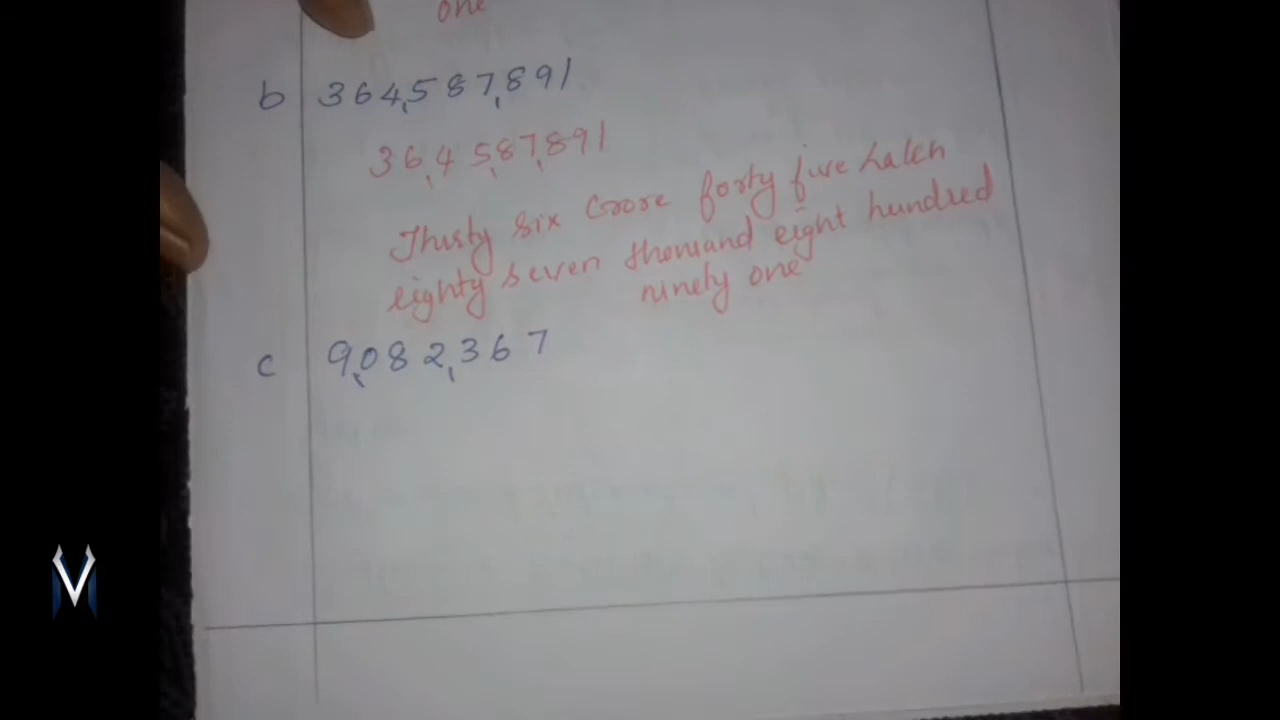 one
b 364,587,891
36,45,87,891
Thirty six Crore forty five Lakh
eighty seven thousand eight hundred
ninety one
c 9,082,367